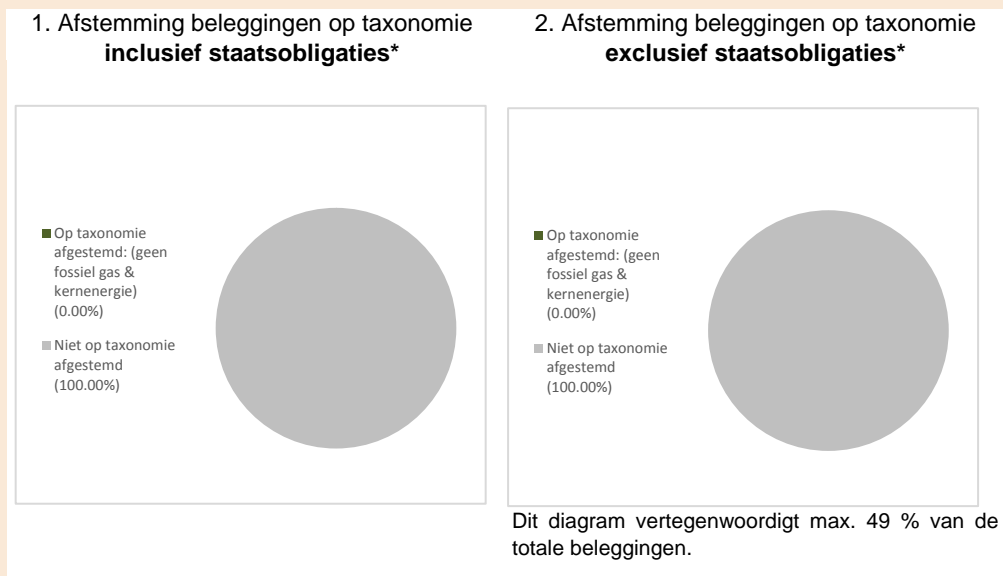 1. Afstemming beleggingen op taxonomie
inclusief staatsobligaties*
Op taxonomie
afgestemd: (geen
fossiel gas &
kernenergie)
(0.00%)
Niet op taxonomie
afgestemd
(100.00%)
2. Afstemming beleggingen op taxonomie
exclusief staatsobligaties*
Op taxonomie
afgestemd: (geen
fossiel gas &
kernenergie)
(0.00%)
Niet op taxonomie
afgestemd
(100.00%)
Dit diagram vertegenwoordigt max. 49 % van de
totale beleggingen.